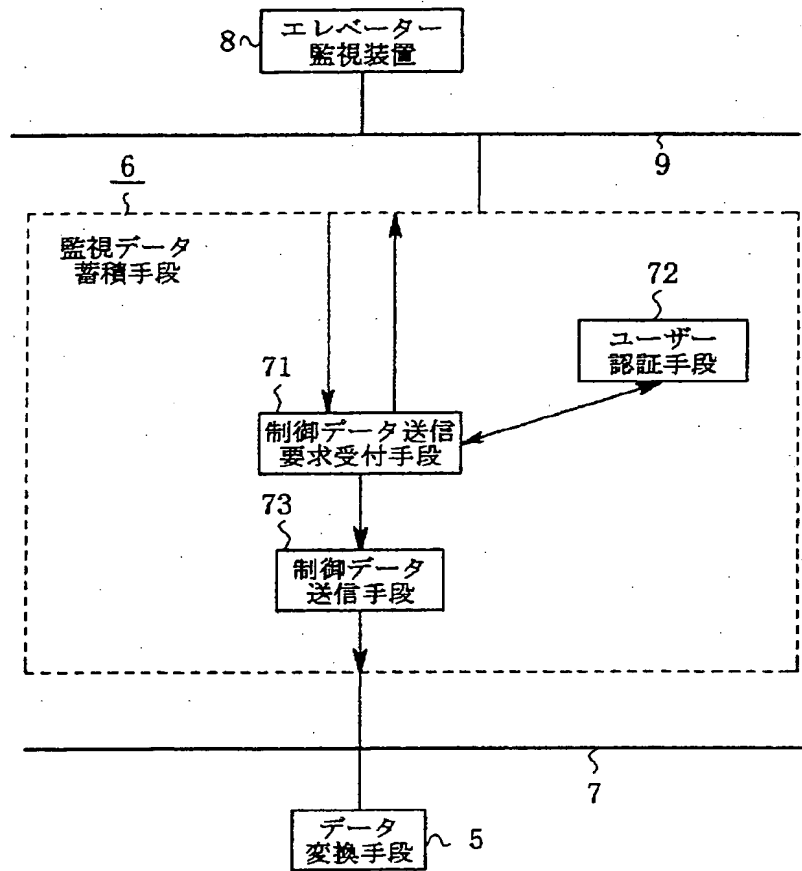 8
エレベーター
監視装置
9
6
監視データ
蓄積手段
72
ユーザー
認証手段
71
制御データ送信
要求受付手段
73
制御データ
送信手段
7
データ
変換手段
5